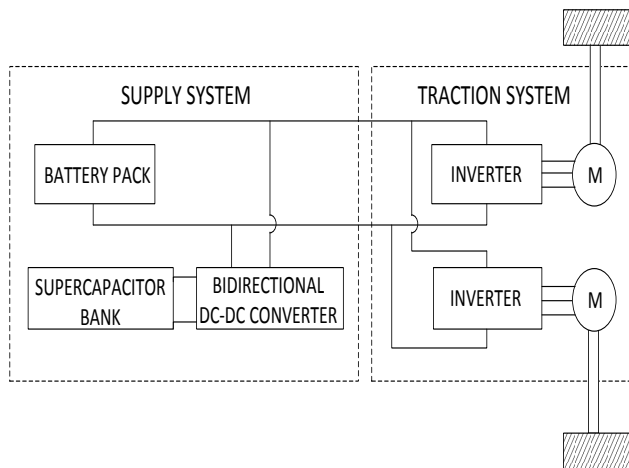 SUPPLY SYSTEM
TRACTION SYSTEM
BATTERY PACK
INVERTER
M
SUPERCAPACITOR
BANK
BIDIRECTIONAL
DC-DC CONVERTER
INVERTER
M